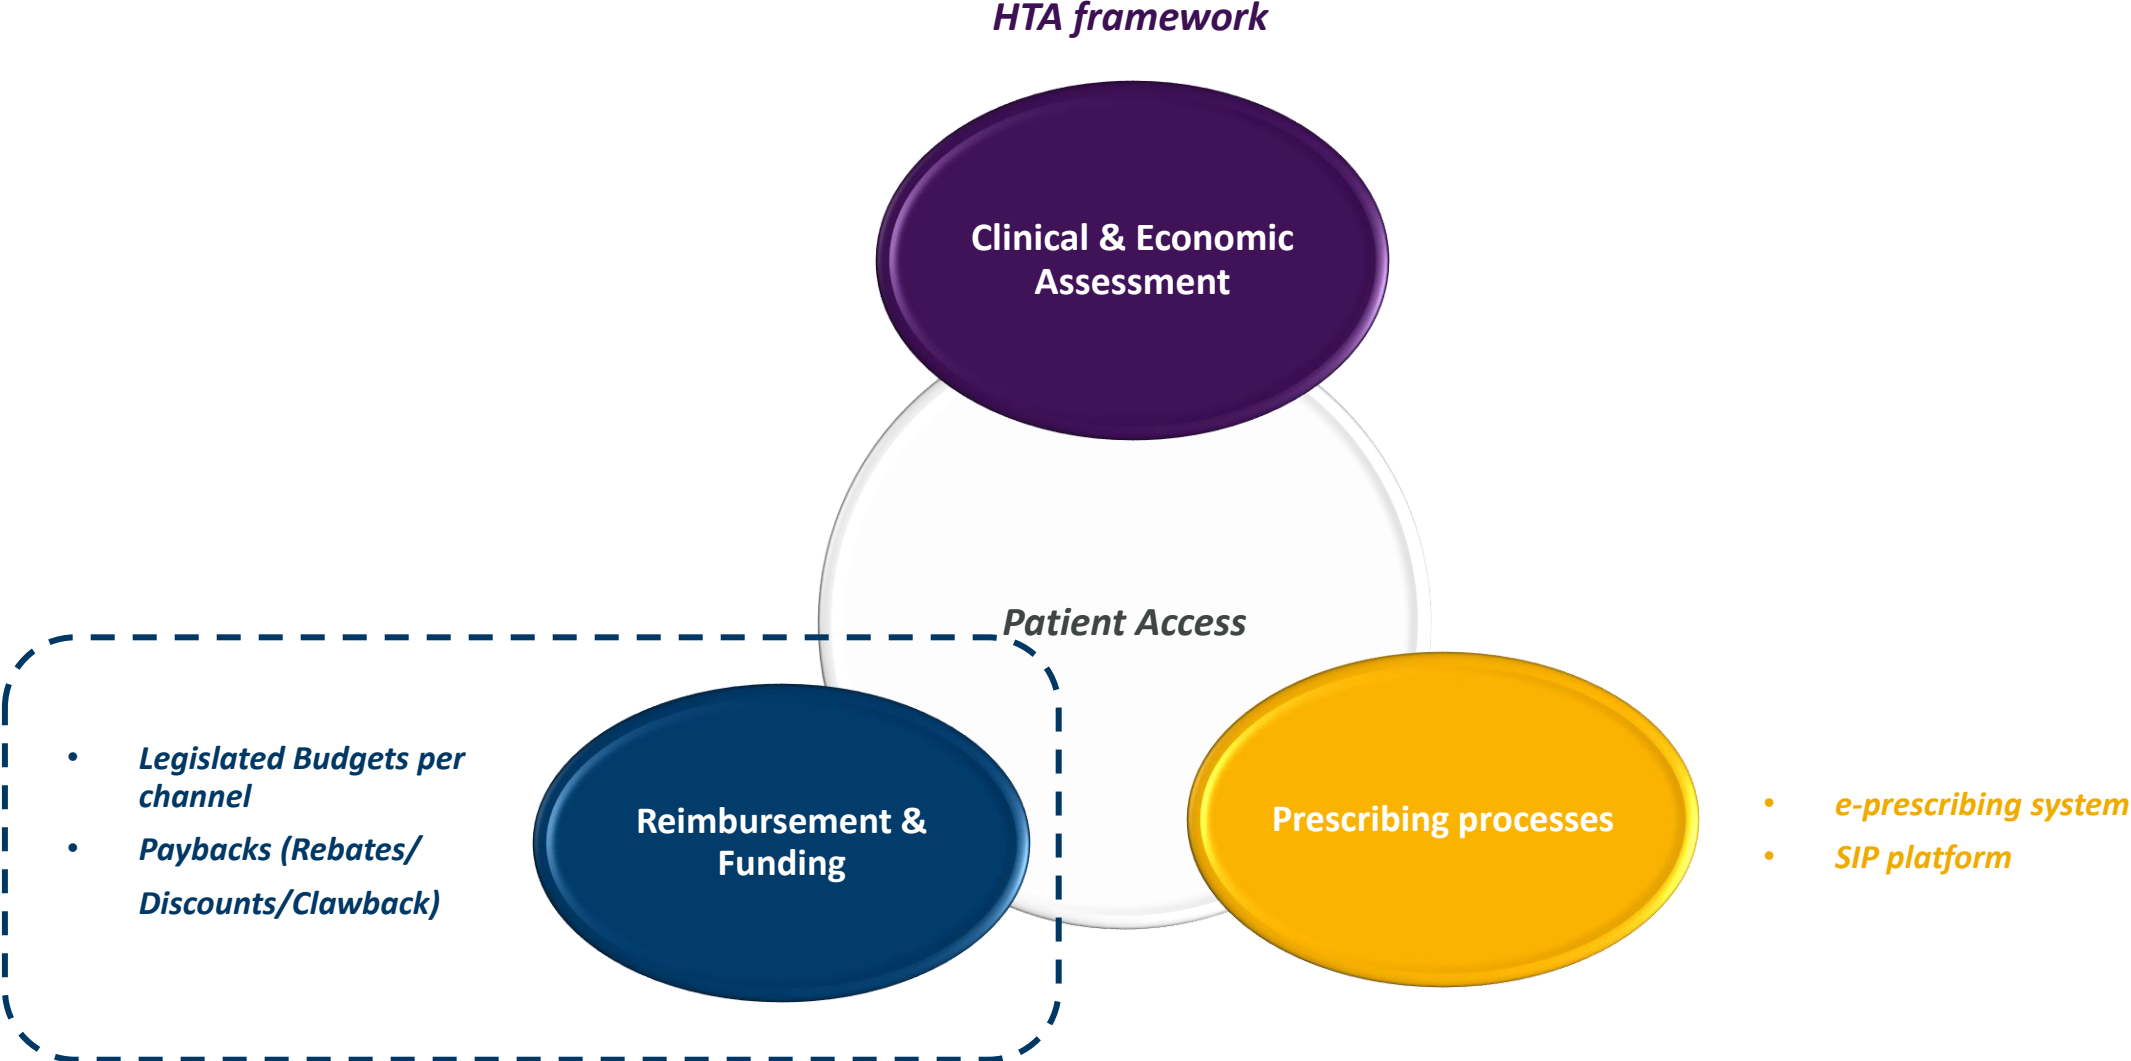 HTA framework
Clinical & Economic
Assessment
Patient Access
• Legislated Budgets per
channel
• Paybacks (Rebates/
Discounts/Clawback)
Reimbursement &
Funding
Prescribing processes
• e-prescribing system
• SIP platform